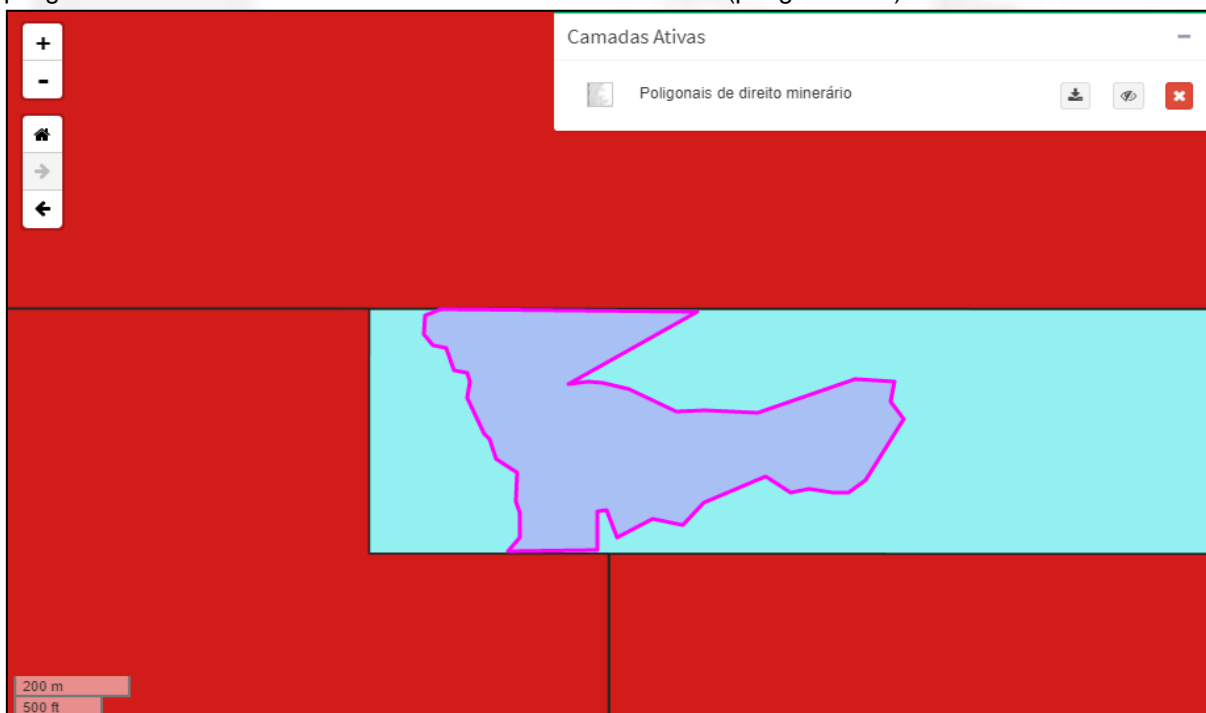 +
Camadas Ativas
-
Poligonais de direito minerário
-
200 m
500 ft